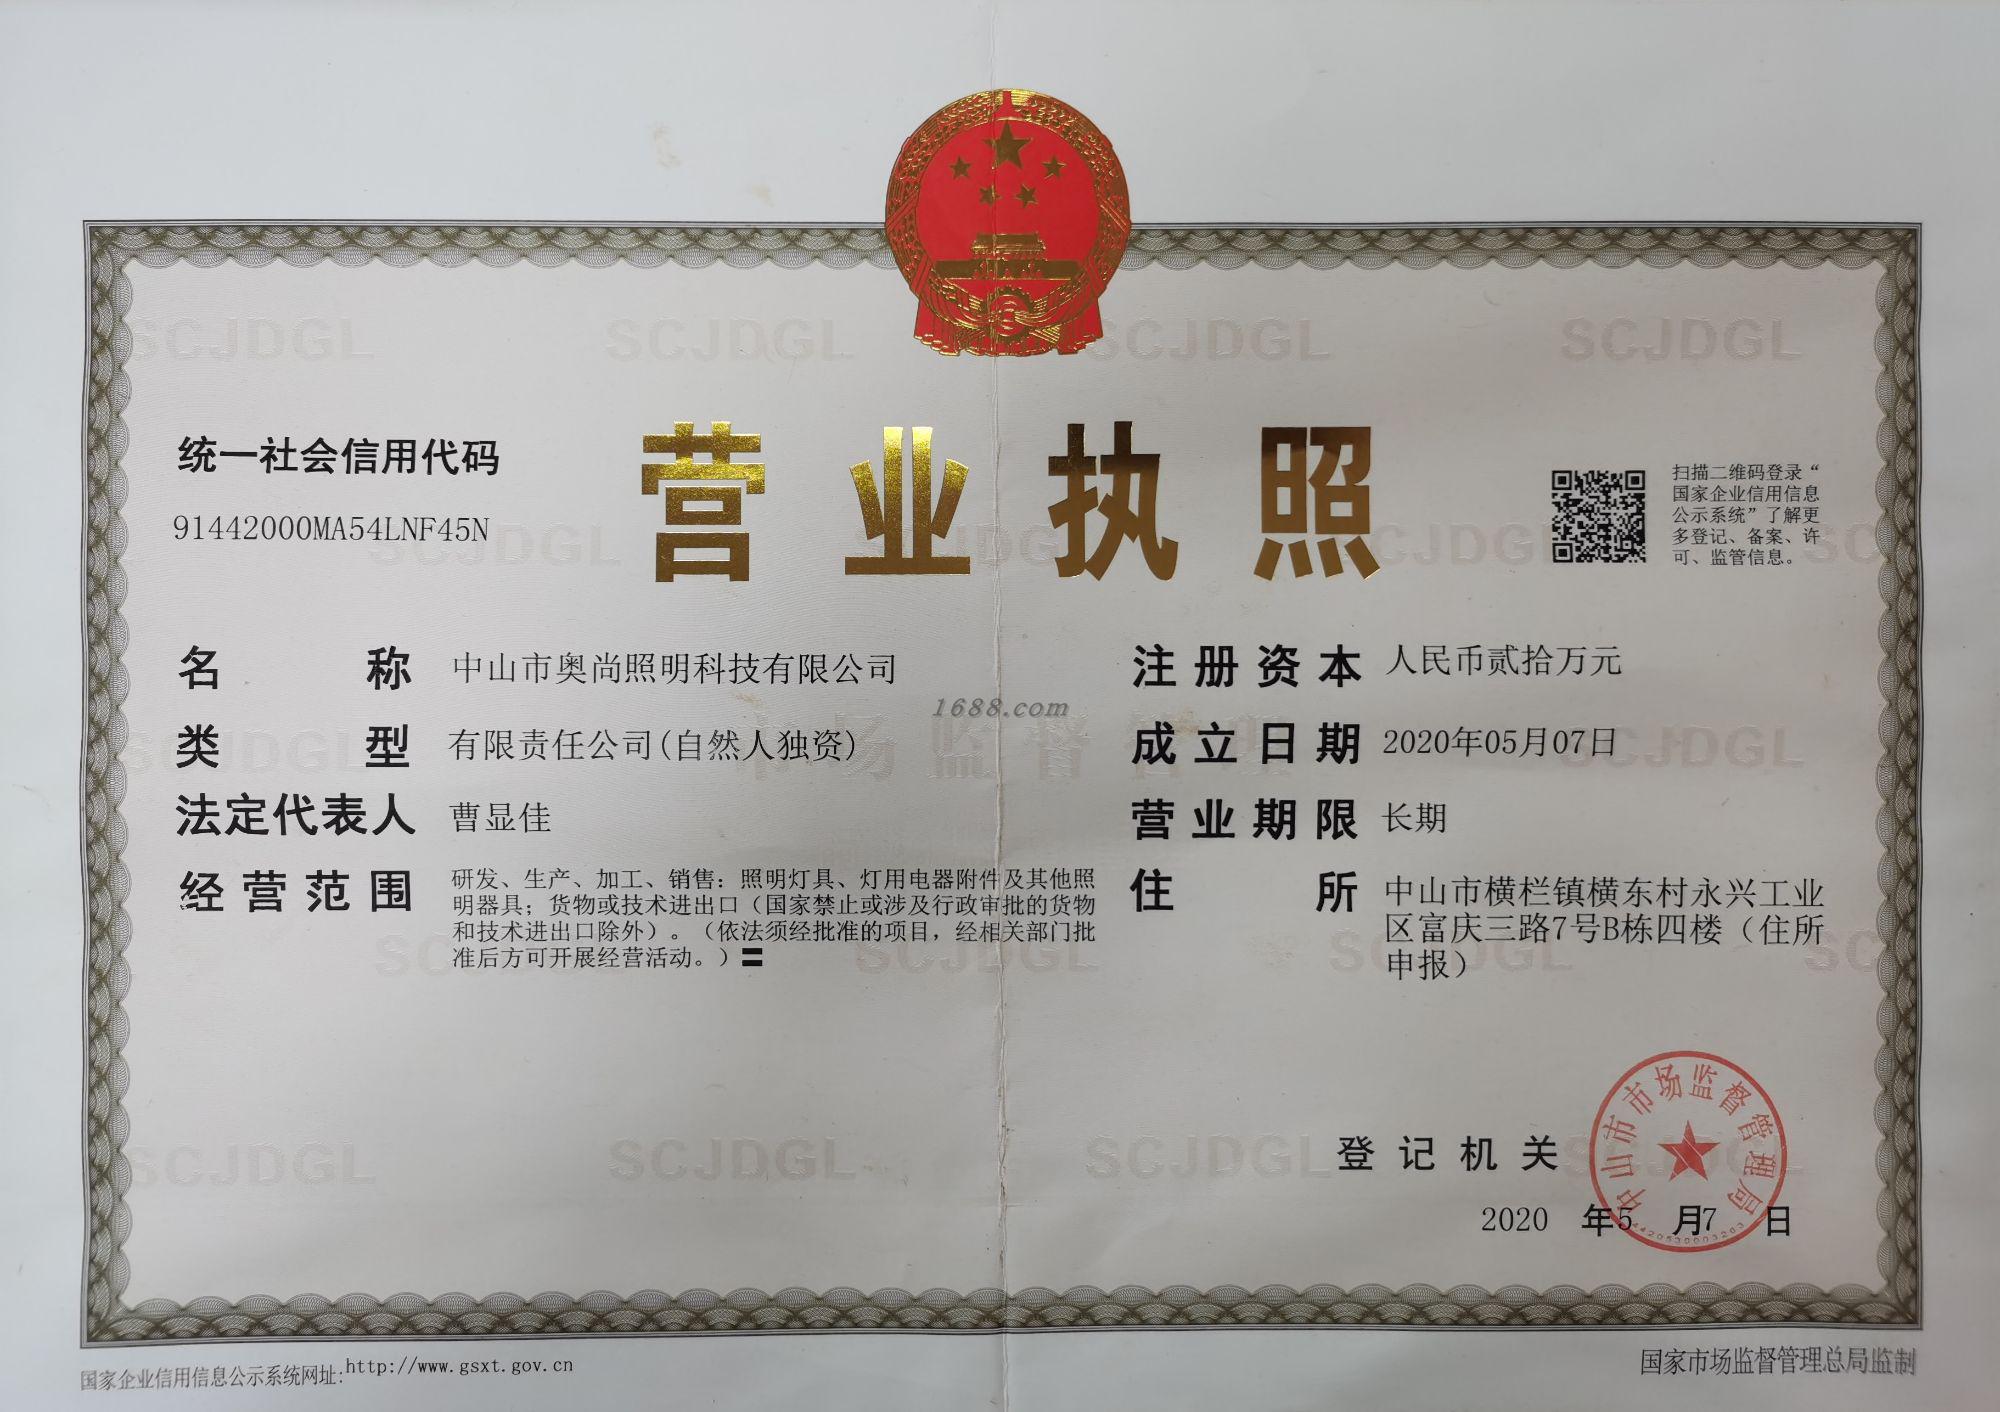 营业执照
统一社会信用代码
91442000MA54LNF45N
扫描二维码登录“
国家企业信用信息
公示系统”了解更
多登记、备案、许
可、监管信息。
名称 中山市奥尚照明科技有限公司
类型 有限责任公司(自然人独资)
法定代表人 曹显佳
经营范围 研发、生产、加工、销售：照明灯具、灯用电器附件及其他照
明器具；货物或技术进出口（国家禁止或涉及行政审批的货物
和技术进出口除外）。（依法须经批准的项目，经相关部门批
准后方可开展经营活动。）〓
1688.com
注册资本 人民币贰拾万元
成立日期 2020年05月07日
营业期限 长期
住所 中山市横栏镇横东村永兴工业
区富庆三路7号B栋四楼（住所
申报）
登记机关
中山市市场监督管理局
2020 年5 月7 日
国家企业信用信息公示系统网址:http://www.gsxt.gov.cn
国家市场监督管理总局监制
SCJDGL
市场监督管理